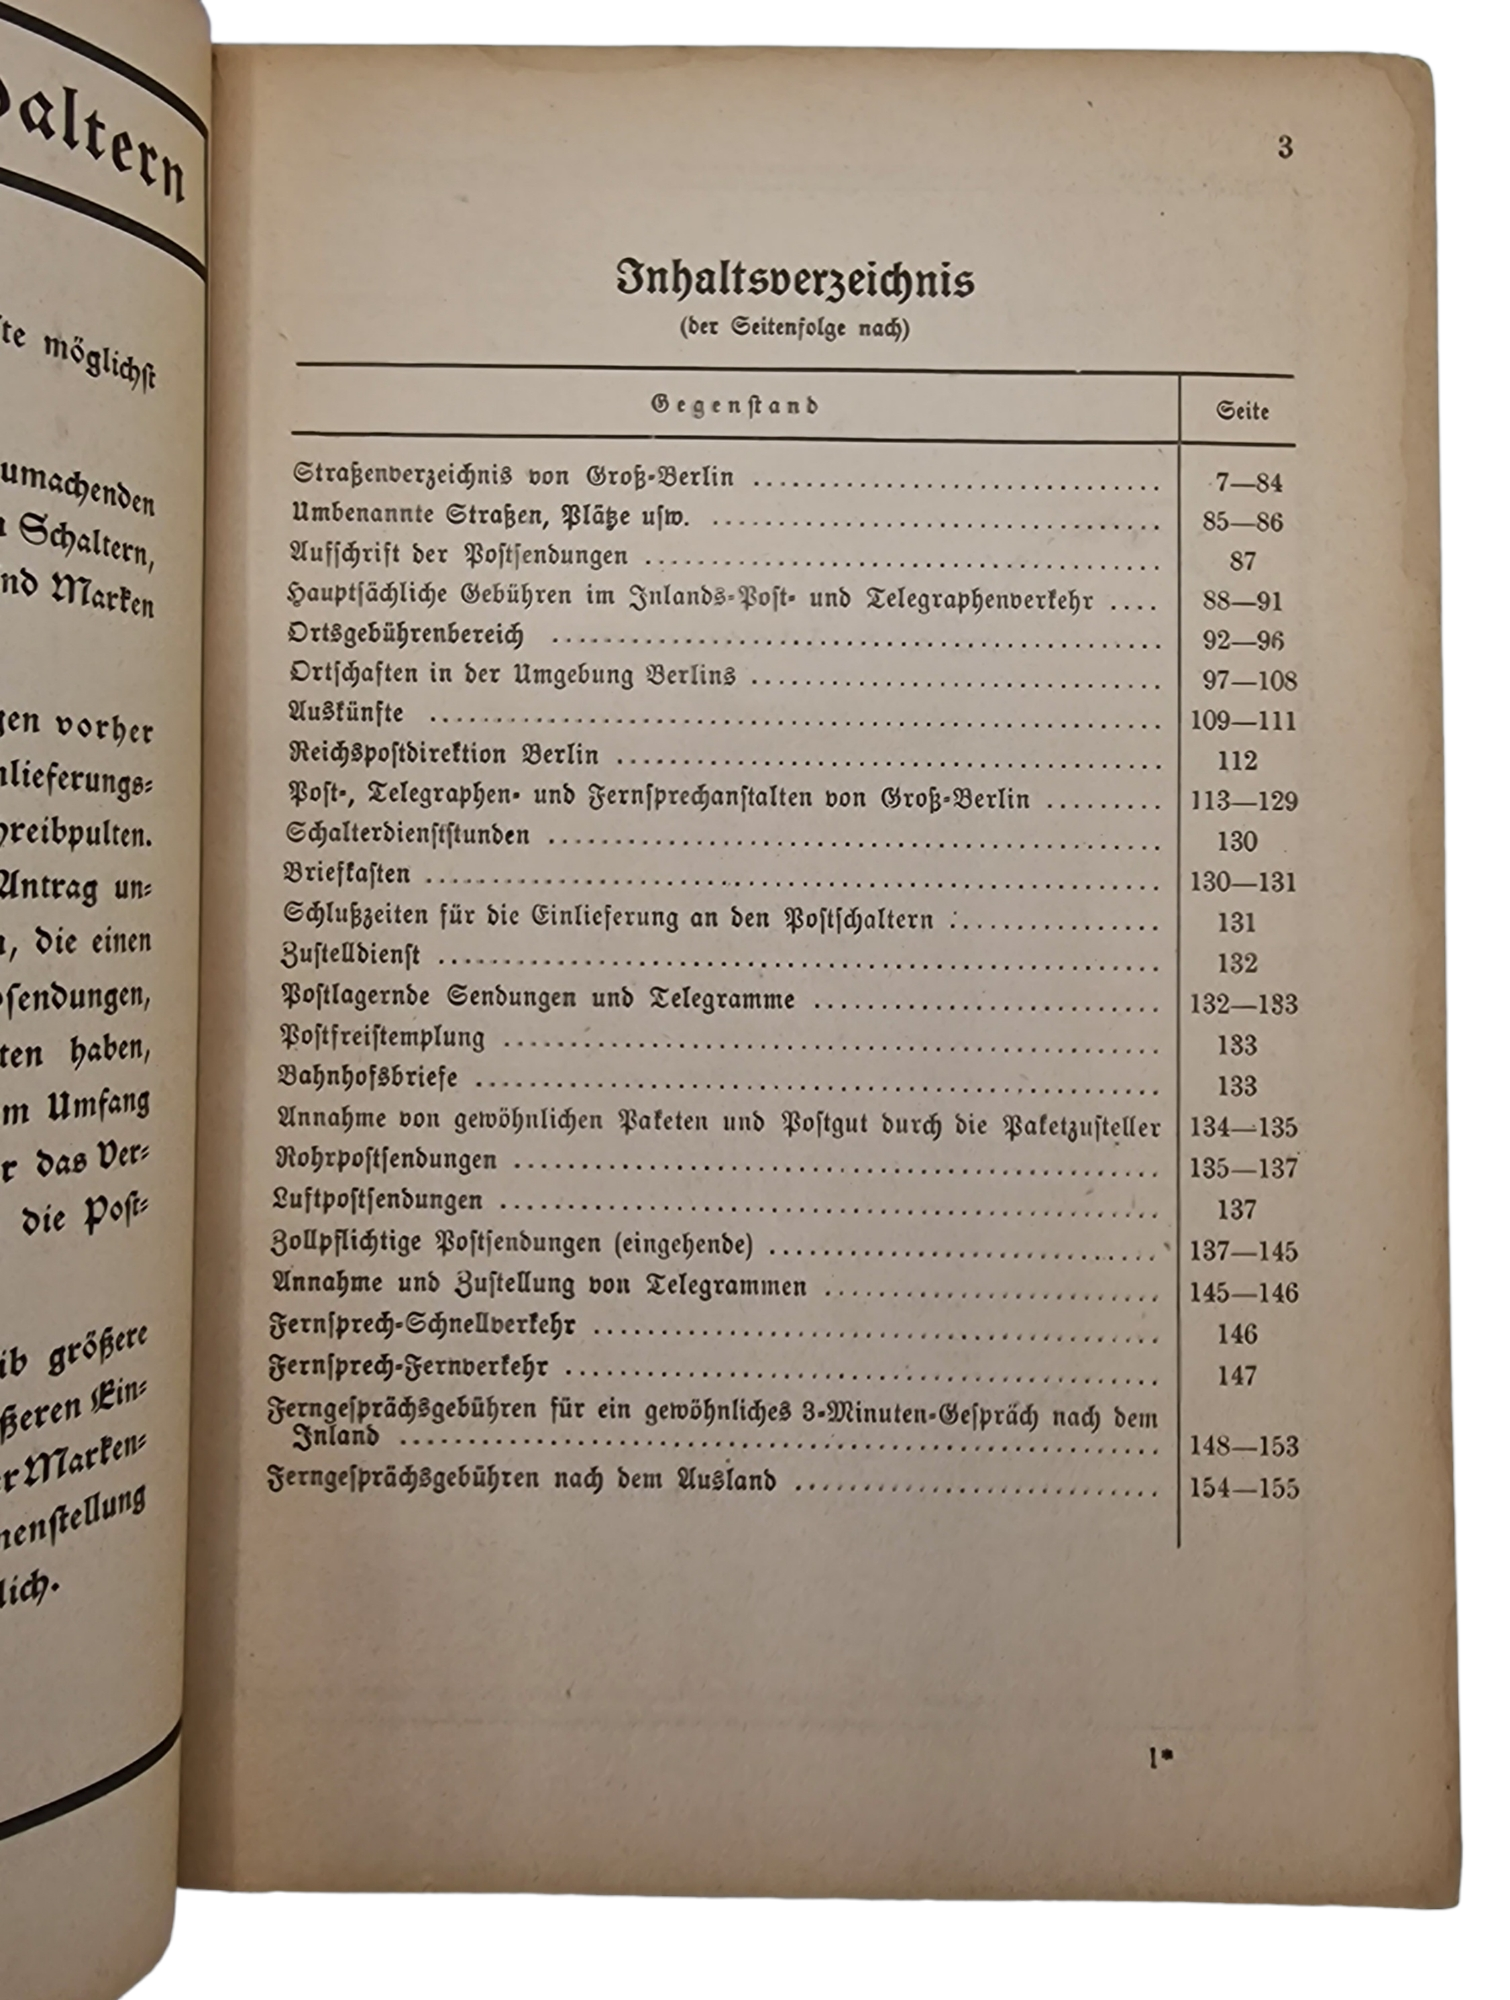 altern
te möglichst
umachenden
Schaltern,
nd Marken
gen vorher
nlieferungs-
reibpulten.
Antrag un-
, die einen
sendungen,
ten haben,
m Umfang
r das Ver-
die Post-
ib größere
ßeren Ein-
r Marken-
nenstellung
lich.
3
Inhaltsverzeichnis
(der Seitenfolge nach)
Gegenstand Seite
Straßenverzeichnis von Groß-Berlin ........ 7—84
Umbenannte Straßen, Plätze usw. ........ 85—86
Aufschrift der Postsendungen ........ 87
Hauptsächliche Gebühren im Inlands-Post- und Telegraphenverkehr .... 88—91
Ortsgebührenbereich ........ 92—96
Ortschaften in der Umgebung Berlins ........ 97—108
Auskünfte ........ 109—111
Reichspostdirektion Berlin ........ 112
Post-, Telegraphen- und Fernsprechanstalten von Groß-Berlin ........ 113—129
Schalterdienststunden ........ 130
Briefkasten ........ 130—131
Schlußzeiten für die Einlieferung an den Postschaltern ........ 131
Zustelldienst ........ 132
Postlagernde Sendungen und Telegramme ........ 132—133
Postfreistemplung ........ 133
Bahnhofsbriefe ........ 133
Annahme von gewöhnlichen Paketen und Postgut durch die Paketzusteller 134—135
Rohrpostsendungen ........ 135—137
Luftpostsendungen ........ 137
Zollpflichtige Postsendungen (eingehende) ........ 137—145
Annahme und Zustellung von Telegrammen ........ 145—146
Fernsprech-Schnellverkehr ........ 146
Fernsprech-Fernverkehr ........ 147
Ferngesprächsgebühren für ein gewöhnliches 3-Minuten-Gespräch nach dem
Inland ........ 148—153
Ferngesprächsgebühren nach dem Ausland ........ 154—155
1*